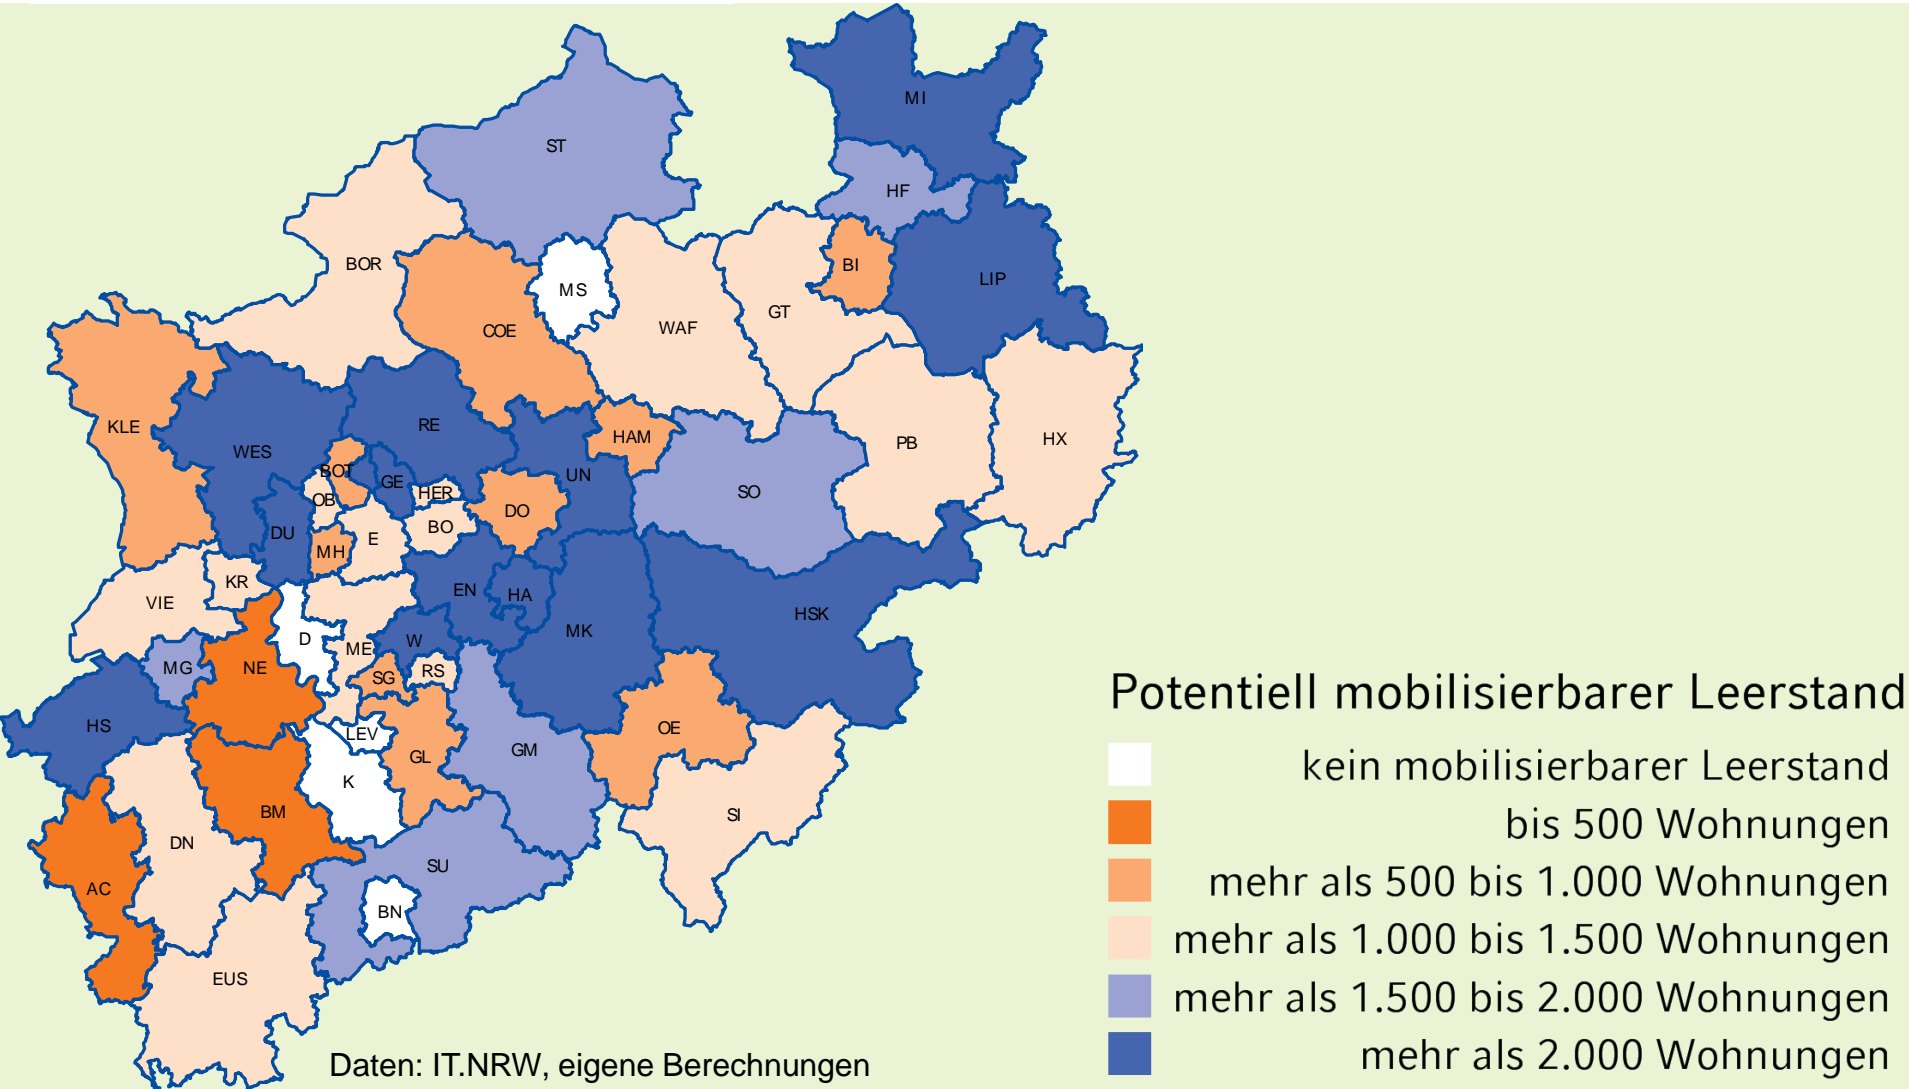 MI
ST
HF
BOR
BI
LIP
MS
GT
WAF
COE
KLE
RE
HAM
HX
PB
WES
BOT
UN
GE
HER
SO
OB
DO
BO
DU
E
MH
KR
EN
HA
VIE
HSK
MK
D
W
ME
MG
NE
RS
SG
HS
OE
LEV
GM
GL
K
BM
SI
DN
SU
AC
BN
EUS
Potentiell mobilisierbarer Leerstand
kein mobilisierbarer Leerstand
bis 500 Wohnungen
mehr als 500 bis 1.000 Wohnungen
mehr als 1.000 bis 1.500 Wohnungen
mehr als 1.500 bis 2.000 Wohnungen
mehr als 2.000 Wohnungen
Daten: IT.NRW, eigene Berechnungen